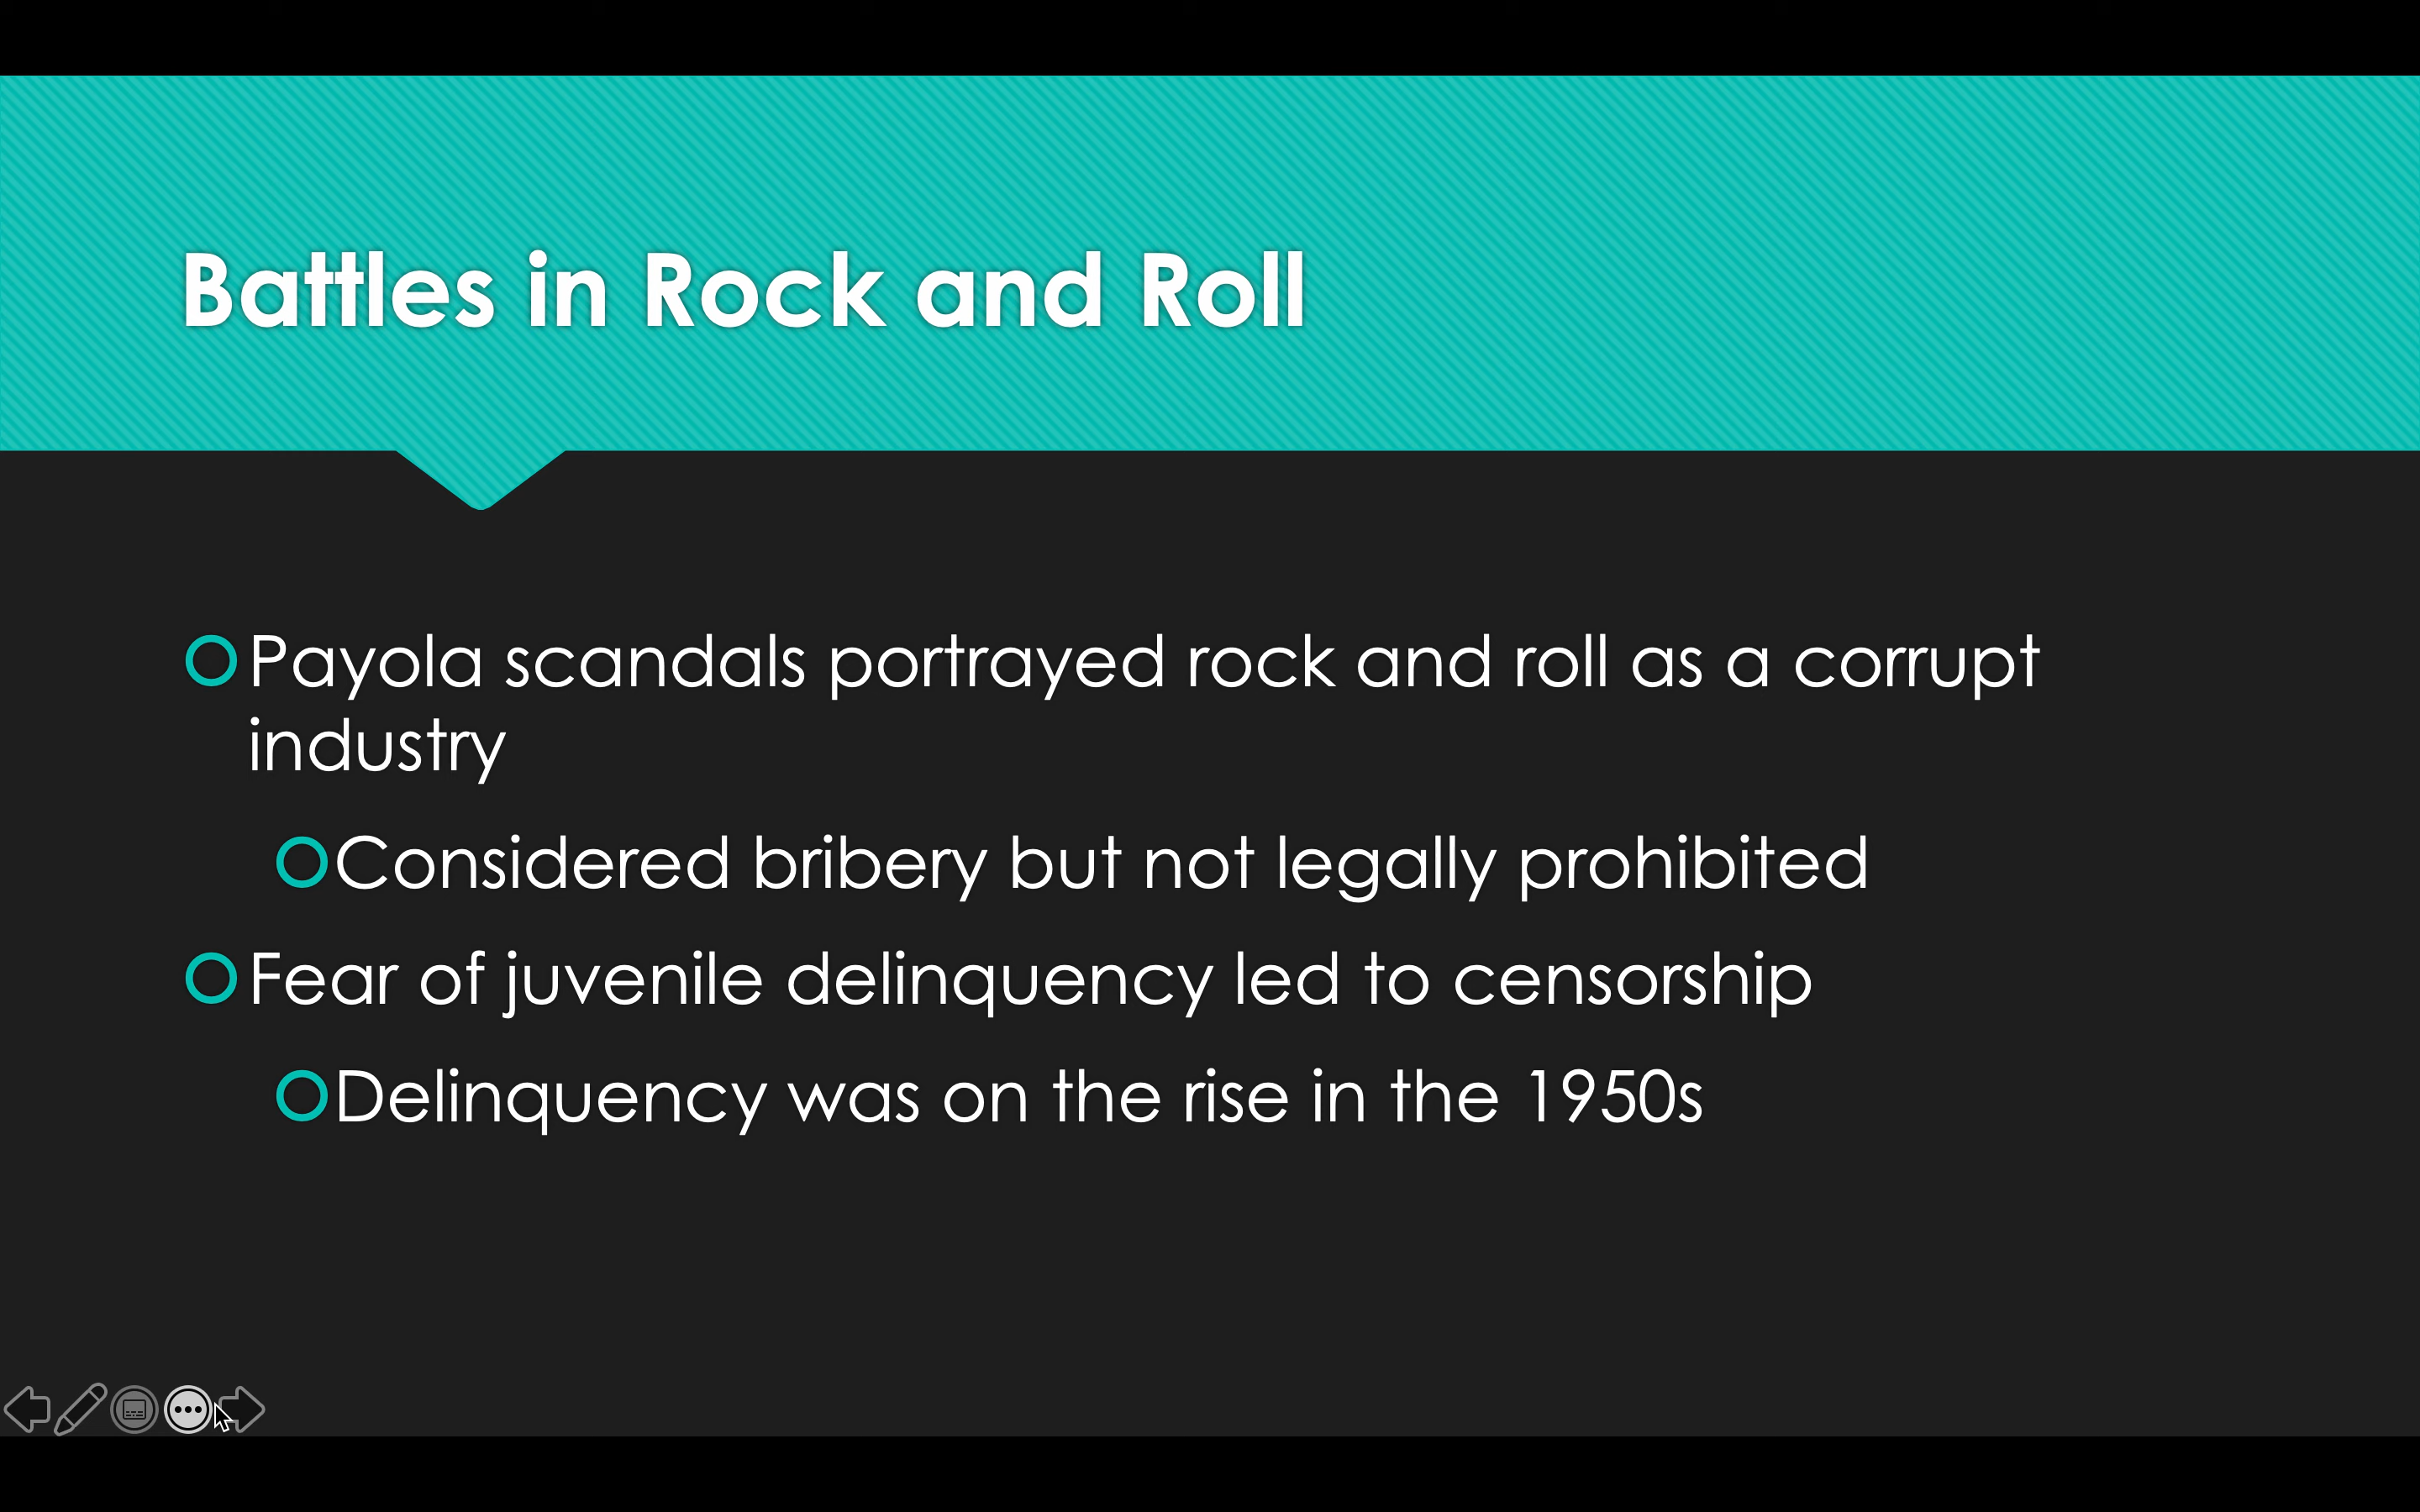 Battles in Rock and Roll
Payola scandals portrayed rock and roll as a corrupt
industry
Considered bribery but not legally prohibited
Fear of juvenile delinquency led to censorship
Delinquency was on the rise in the 1950s